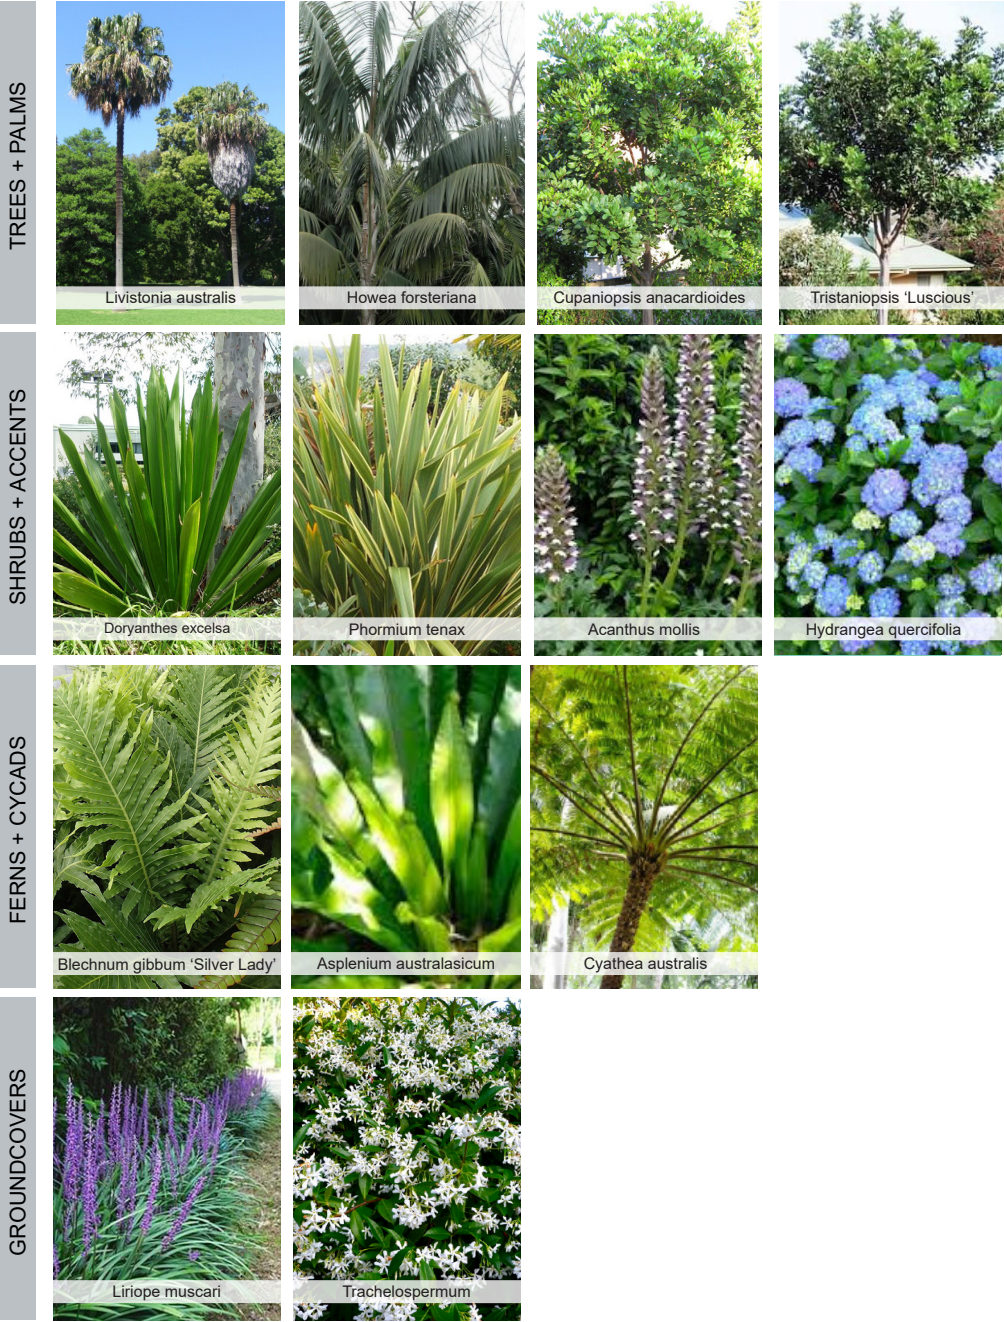 TREES + PALMS
Livistonia australis
Howea forsteriana
Cupaniopsis anacardioides
Tristaniopsis ‘Luscious’
SHRUBS + ACCENTS
Doryanthes excelsa
Phormium tenax
Acanthus mollis
Hydrangea quercifolia
FERNS + CYCADS
Blechnum gibbum ‘Silver Lady’
Asplenium australasicum
Cyathea australis
GROUNDCOVERS
Liriope muscari
Trachelospermum